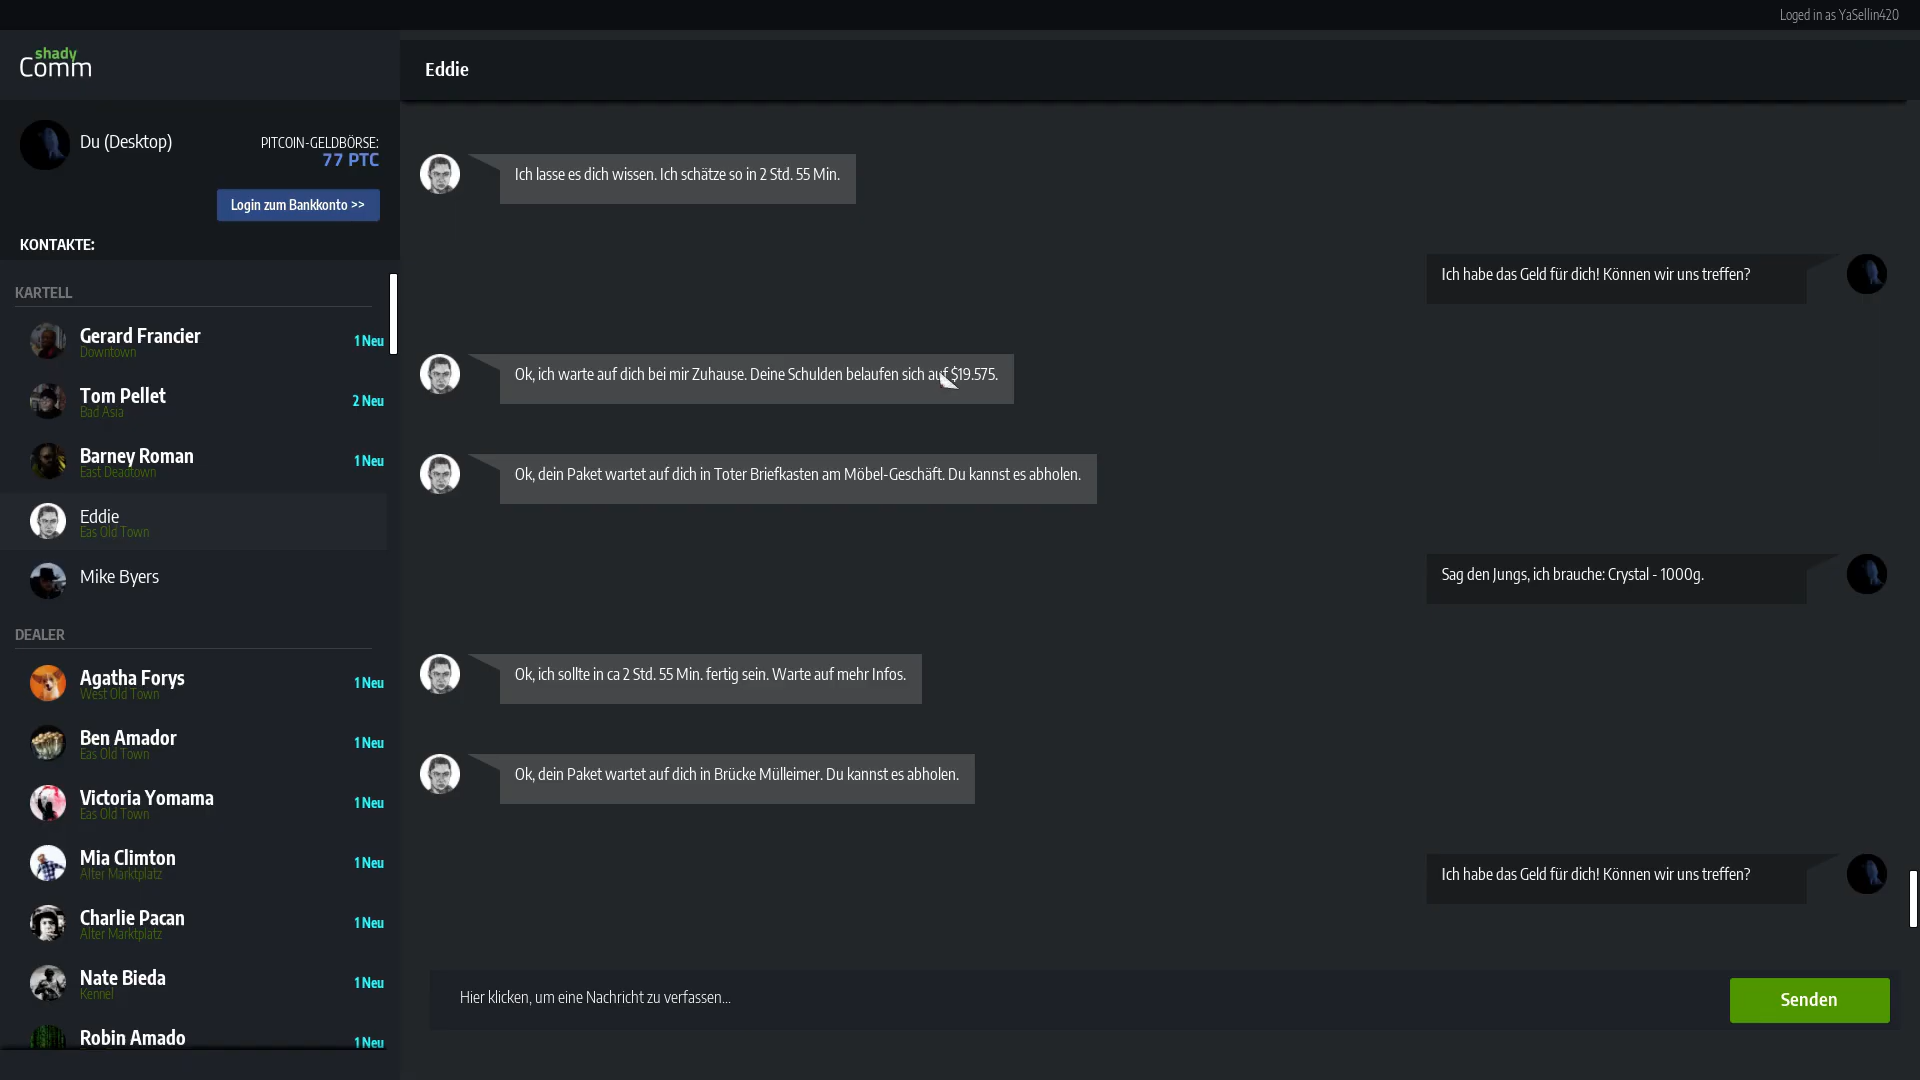 Loged in as YaSellin420
shady
Comm
Du (Desktop)
PITCOIN-GELDBÖRSE:
77 PTC
Login zum Bankkonto >>
KONTAKTE:
KARTELL
Gerard Francier
Downtown
1 Neu
Tom Pellet
Bad Asia
2 Neu
Barney Roman
East Deadtown
1 Neu
Eddie
Eas Old Town
Mike Byers
DEALER
Agatha Forys
West Old Town
1 Neu
Ben Amador
Eas Old Town
1 Neu
Victoria Yomama
Eas Old Town
1 Neu
Mia Climton
Alter Marktplatz
1 Neu
Charlie Pacan
Alter Marktplatz
1 Neu
Nate Bieda
Kennel
1 Neu
Robin Amado
1 Neu
Eddie
Ich lasse es dich wissen. Ich schätze so in 2 Std. 55 Min.
Ich habe das Geld für dich! Können wir uns treffen?
Ok, ich warte auf dich bei mir Zuhause. Deine Schulden belaufen sich auf $19.575.
Ok, dein Paket wartet auf dich in Toter Briefkasten am Möbel-Geschäft. Du kannst es abholen.
Sag den Jungs, ich brauche: Crystal - 1000g.
Ok, ich sollte in ca 2 Std. 55 Min. fertig sein. Warte auf mehr Infos.
Ok, dein Paket wartet auf dich in Brücke Mülleimer. Du kannst es abholen.
Ich habe das Geld für dich! Können wir uns treffen?
Hier klicken, um eine Nachricht zu verfassen...
Senden